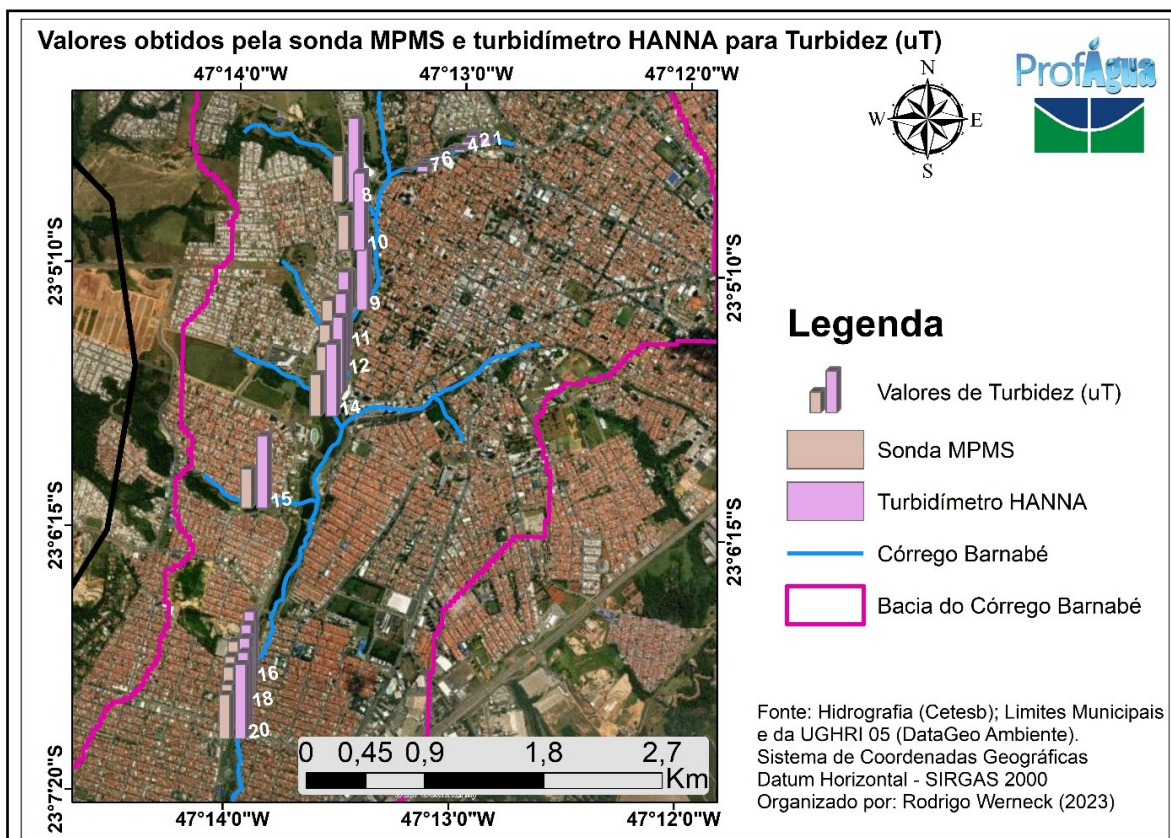 Valores obtidos pela sonda MPMS e turbidímetro HANNA para Turbidez (uT)
47°14'0"W 47°13'0"W 47°12'0"W
ProfÁgua
N
W E
S
23°5'10"S
23°6'15"S
23°7'20"S
76421
8
10
9
11
12
14
15
16
18
20
23°5'10"S
23°6'15"S
0 0,45 0,9 1,8 2,7
Km
47°14'0"W 47°13'0"W 47°12'0"W
Legenda
Valores de Turbidez (uT)
Sonda MPMS
Turbidímetro HANNA
Córrego Barnabé
Bacia do Córrego Barnabé
Fonte: Hidrografia (Cetesb); Limites Municipais
e da UGHRI 05 (DataGeo Ambiente).
Sistema de Coordenadas Geográficas
Datum Horizontal - SIRGAS 2000
Organizado por: Rodrigo Werneck (2023)